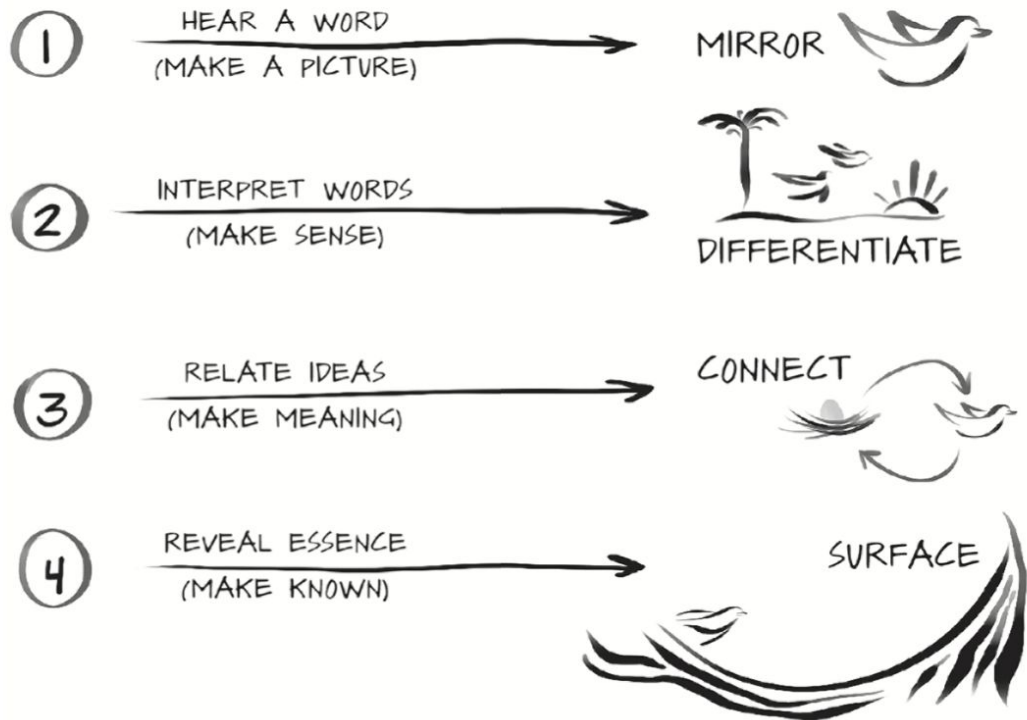 1
HEAR A WORD
(MAKE A PICTURE)
MIRROR
2
INTERPRET WORDS
(MAKE SENSE)
DIFFERENTIATE
3
RELATE IDEAS
(MAKE MEANING)
CONNECT
4
REVEAL ESSENCE
(MAKE KNOWN)
SURFACE